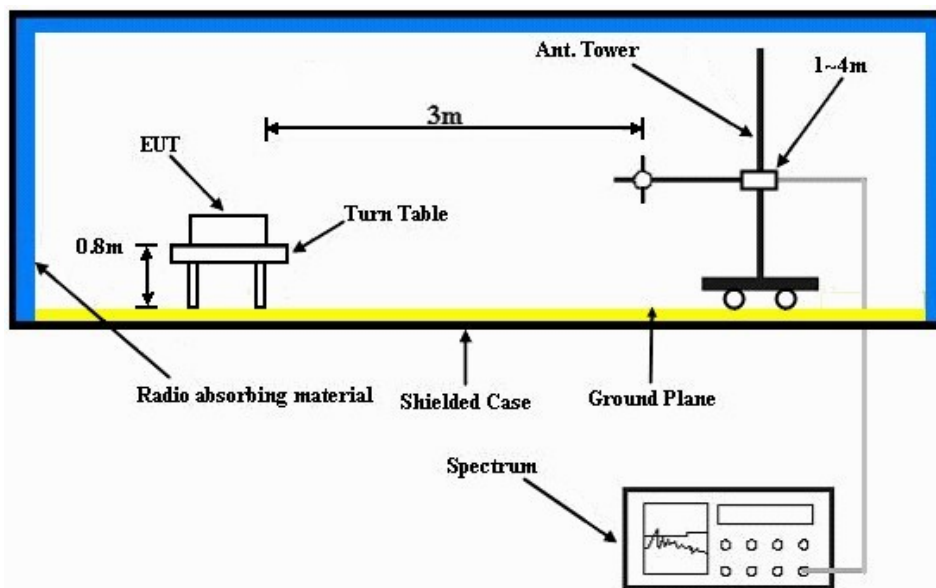 Ant. Tower
1~4m
3m
EUT
Turn Table
0.8m
Radio absorbing material
Shielded Case
Ground Plane
Spectrum